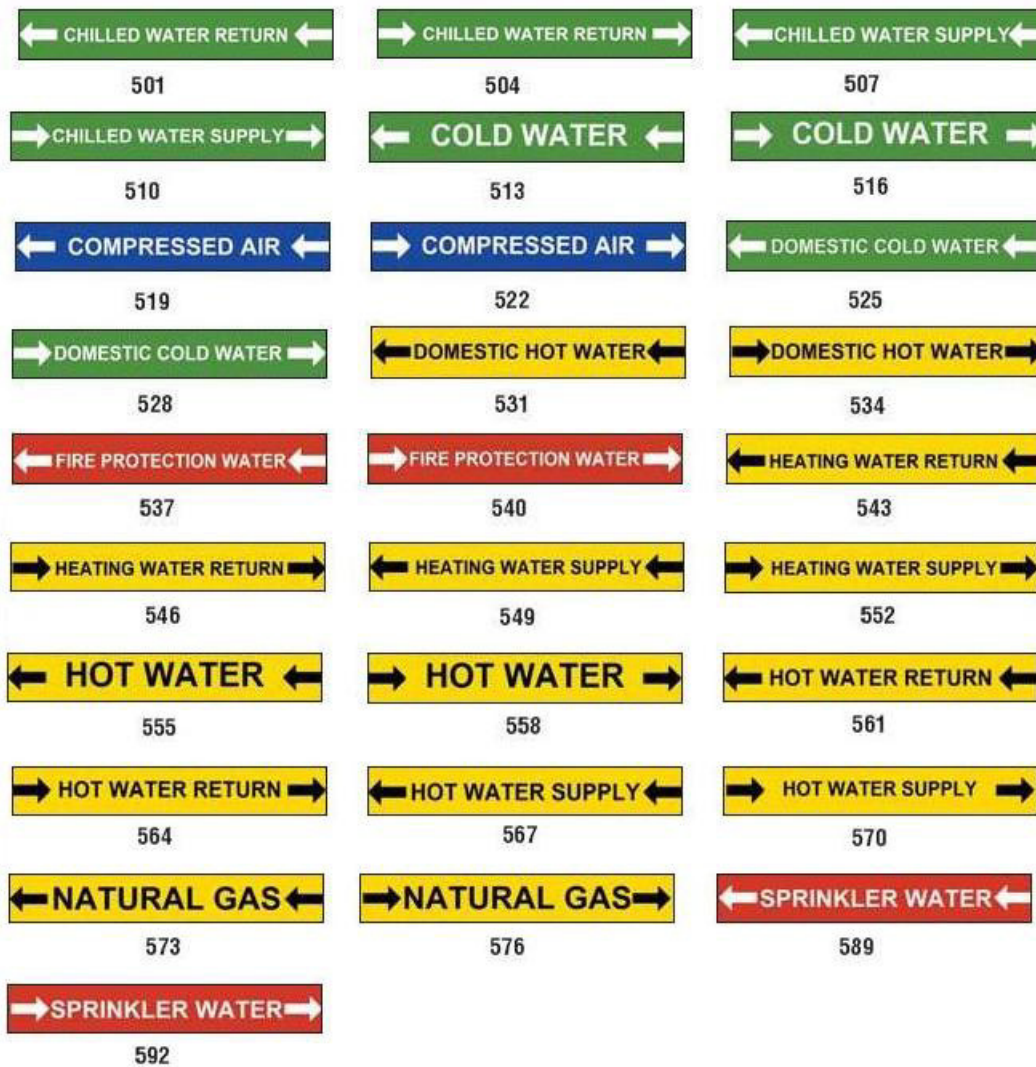 CHILLED WATER RETURN CHILLED WATER RETURN CHILLED WATER SUPPLY
501 504 507
CHILLED WATER SUPPLY COLD WATER COLD WATER
510 513 516
COMPRESSED AIR COMPRESSED AIR DOMESTIC COLD WATER
519 522 525
DOMESTIC COLD WATER DOMESTIC HOT WATER DOMESTIC HOT WATER
528 531 534
FIRE PROTECTION WATER FIRE PROTECTION WATER HEATING WATER RETURN
537 540 543
HEATING WATER RETURN HEATING WATER SUPPLY HEATING WATER SUPPLY
546 549 552
HOT WATER HOT WATER HOT WATER RETURN
555 558 561
HOT WATER RETURN HOT WATER SUPPLY HOT WATER SUPPLY
564 567 570
NATURAL GAS NATURAL GAS SPRINKLER WATER
573 576 589
SPRINKLER WATER
592